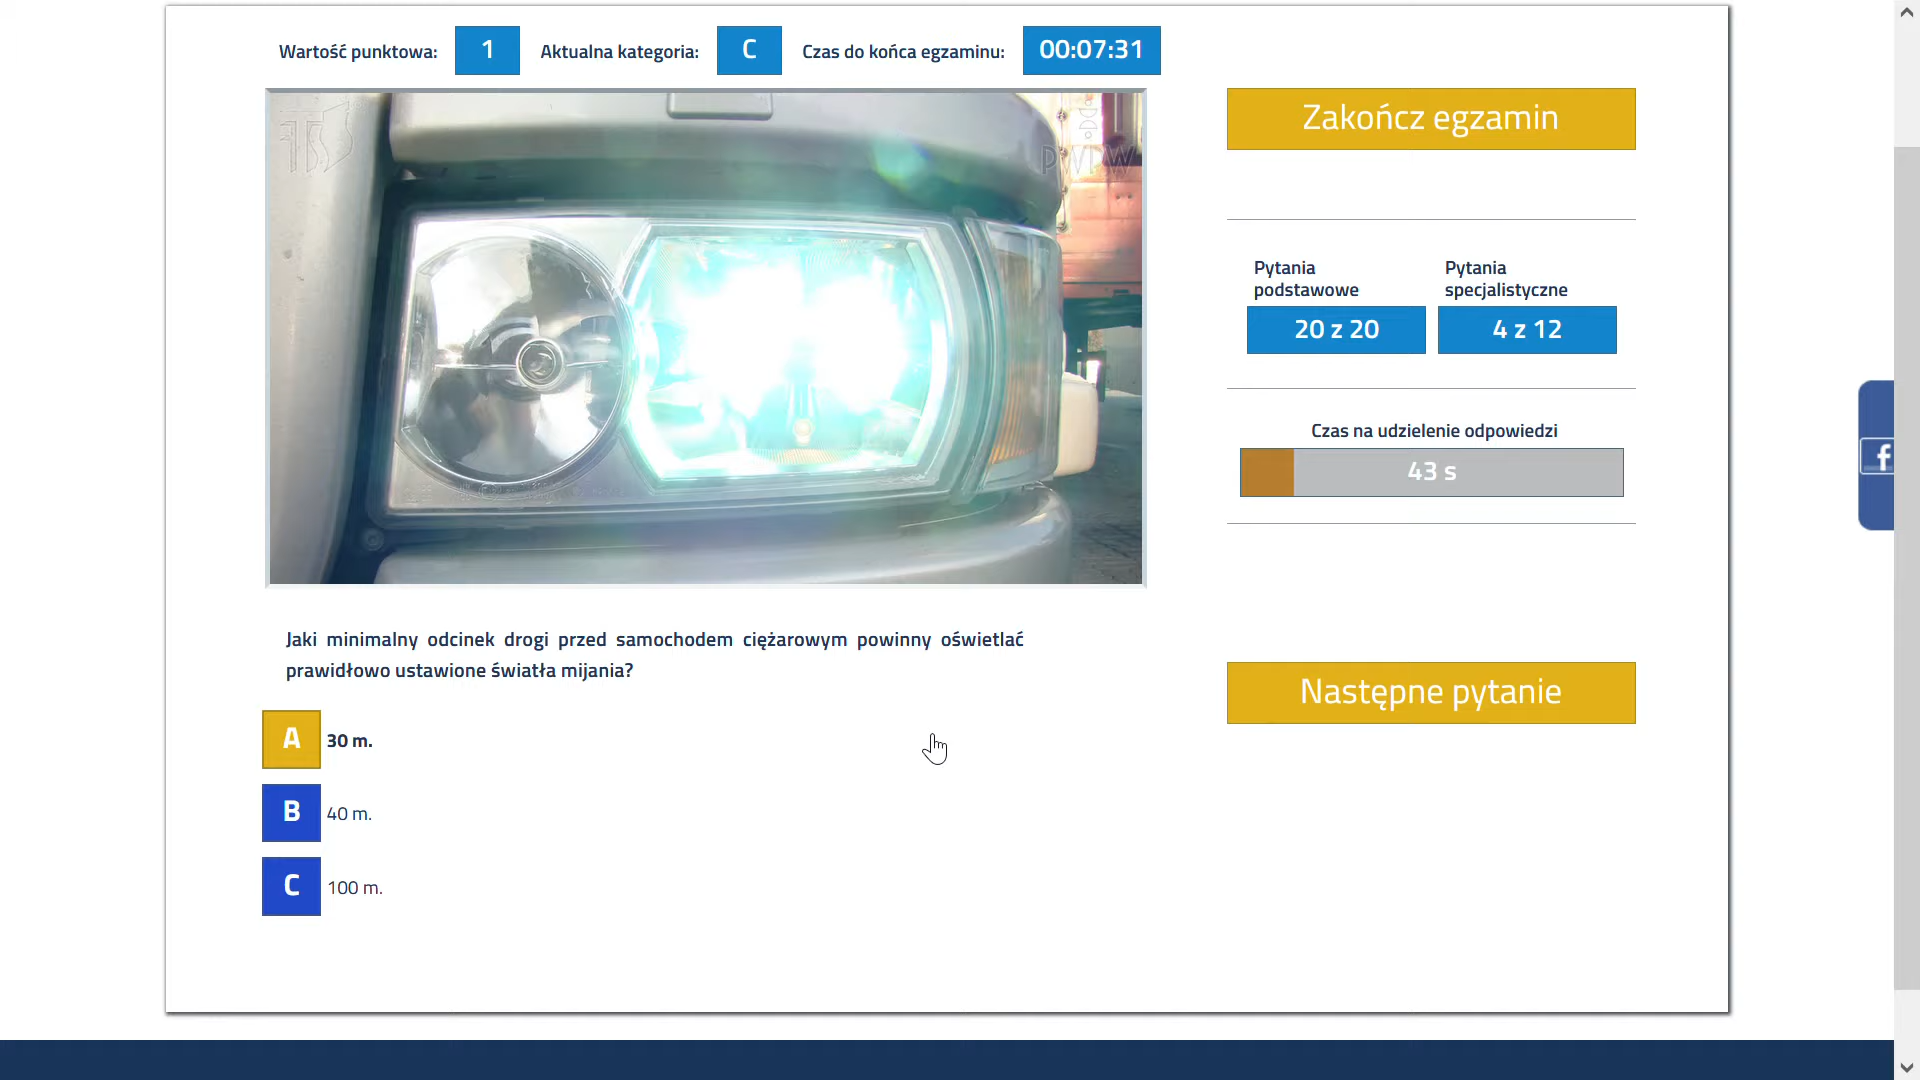 Wartość punktowa: 1 Aktualna kategoria: C Czas do końca egzaminu: 00:07:31
Zakończ egzamin
PWPW
Pytania podstawowe
20 z 20
Pytania specjalistyczne
4 z 12
Czas na udzielenie odpowiedzi
43 s
Jaki minimalny odcinek drogi przed samochodem ciężarowym powinny oświetlać
prawidłowo ustawione światła mijania?
Następne pytanie
A 30 m.
B 40 m.
C 100 m.
f